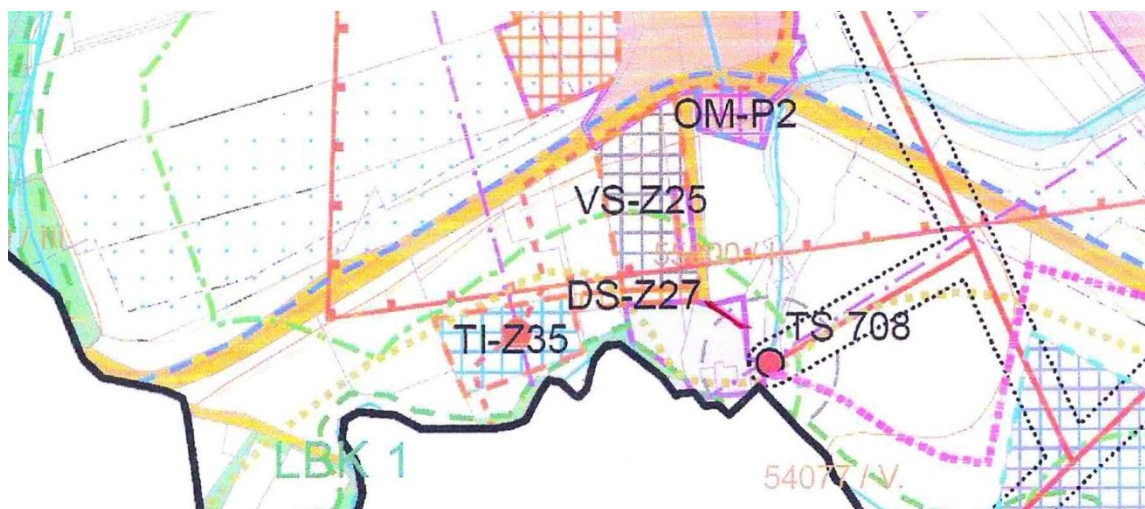 OM-P2
VS-Z25
DS-Z27
TI-Z35
TS 708
LBK 1
54077 / V.